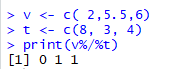 > v <- c( 2,5.5,6)
> t <- c(8, 3, 4)
> print(v%/%t)
[1] 0 1 1